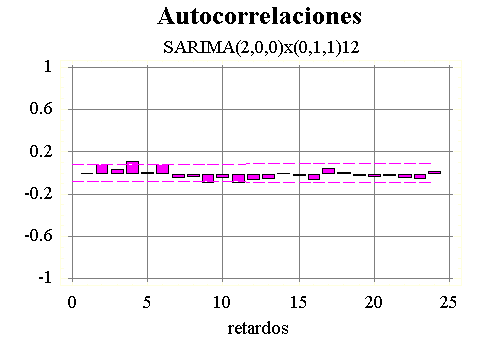 Autocorrelaciones
SARIMA(2,0,0)x(0,1,1)12
1
0.6
0.2
-0.2
-0.6
-1
0 5 10 15 20 25
retardos